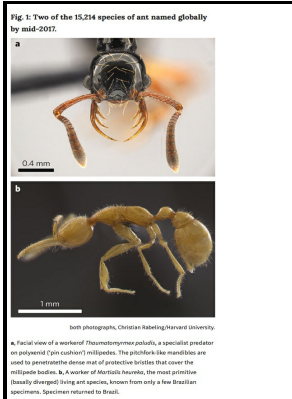 Fig. 1: Two of the 15,214 species of ant named globally
by mid-2017.
a
0.4 mm
b
1 mm
both photographs, Christian Rabeling/Harvard University.
a, Facial view of a workerof Thaumatomyrmex paludis, a specialist predator
on polyxenid ('pin cushion') millipedes. The pitchfork-like mandibles are
used to penetratethe dense mat of protective bristles that cover the
millipede bodies. b, A worker of Martialis heureka, the most primitive
(basally diverged) living ant species, known from only a few Brazilian
specimens. Specimen returned to Brazil.